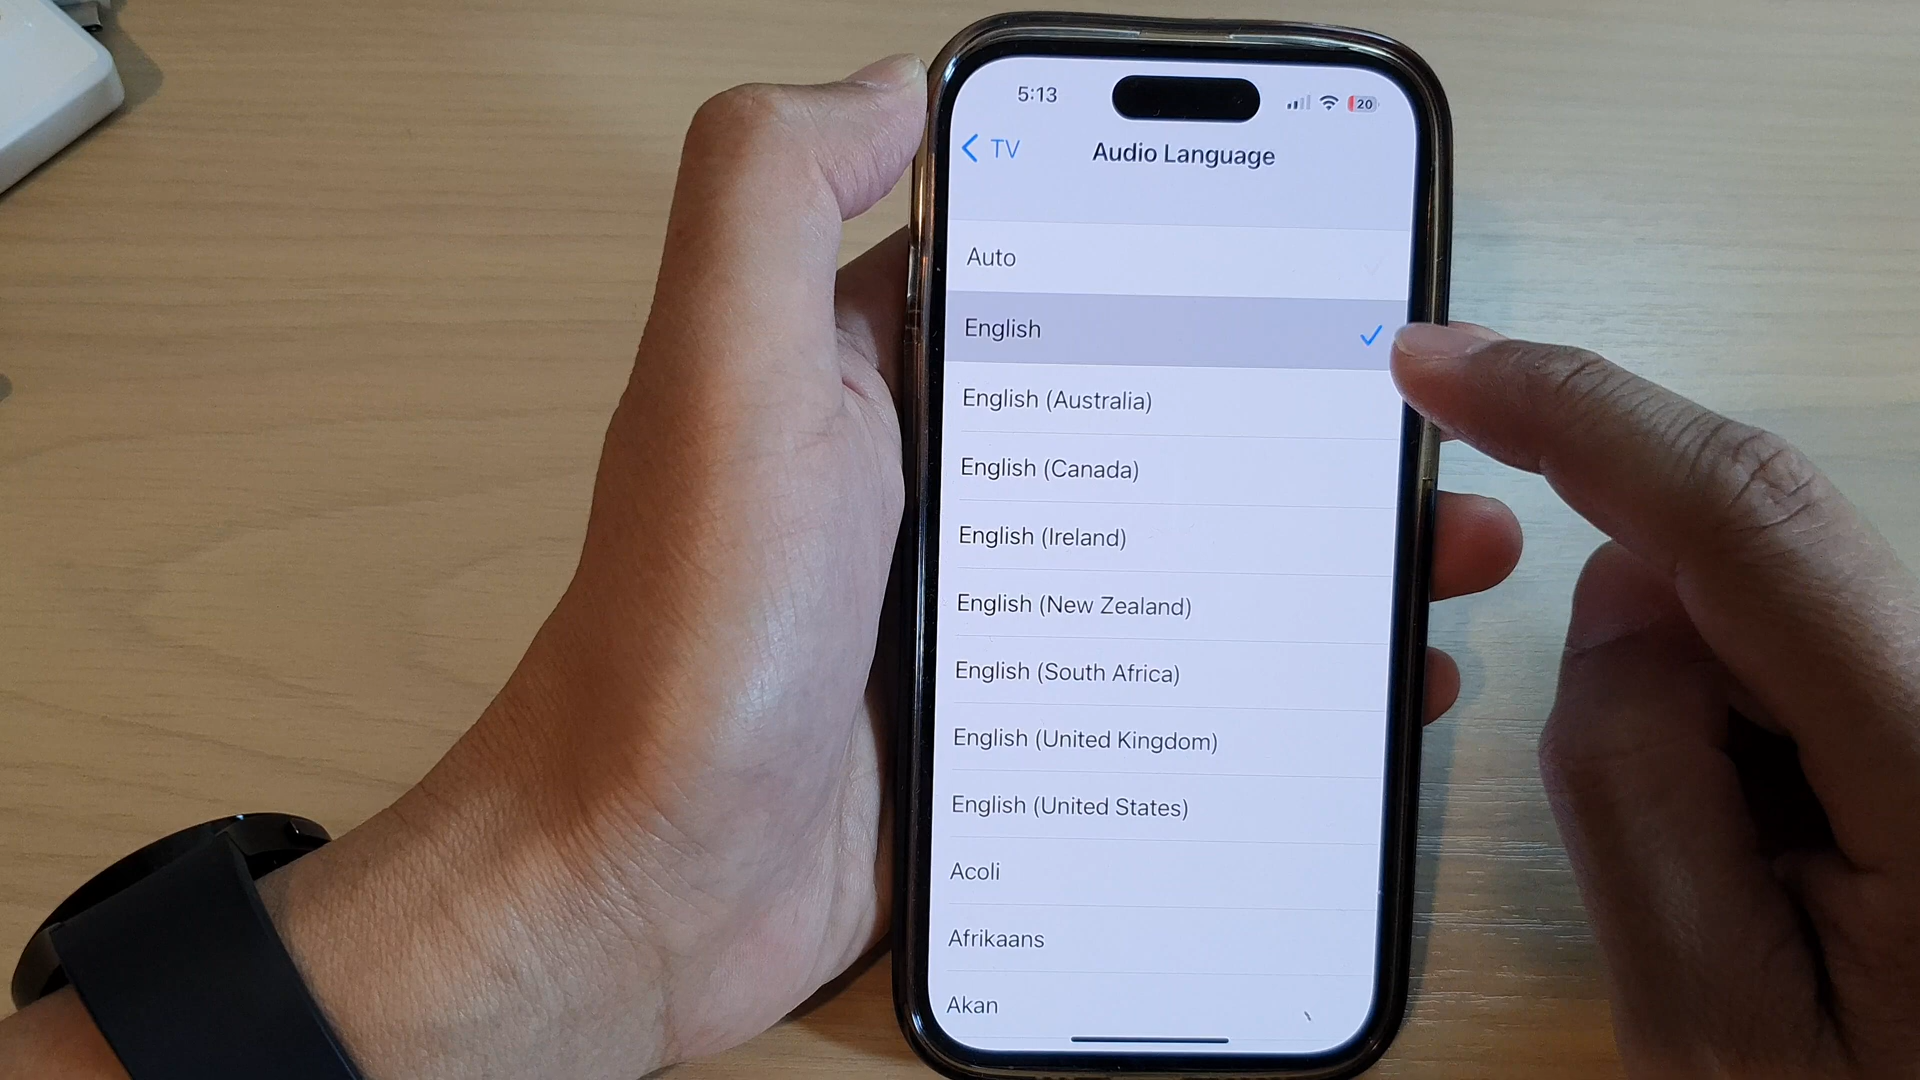 5:13
20
TV
Audio Language
Auto
English
English (Australia)
English (Canada)
English (Ireland)
English (New Zealand)
English (South Africa)
English (United Kingdom)
English (United States)
Acoli
Afrikaans
Akan